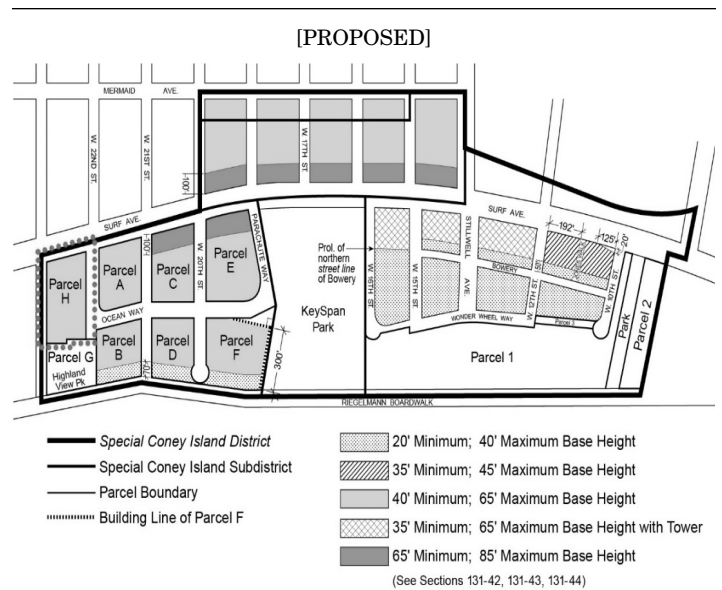 [PROPOSED]
MERMAID AVE.
W. 22ND ST.
W. 21ST ST.
W. 17TH ST.
100'
SURF AVE.
SURF AVE.
192'
125'
20'
PARACHUTE WAY
100'
W. 20TH ST.
Parcel E
Parcel C
Parcel A
Parcel H
Prol. of
northern
street line
of Bowery
STILLWELL
AVE.
BOWERY
W. 16TH ST
W. 15TH ST.
W. 12TH ST.
W. 10TH ST.
OCEAN WAY
KeySpan
Park
WONDER WHEEL WAY
Parcel 3
Park
Parcel 2
Parcel G
Highland
View Pk
Parcel B
Parcel D
Parcel F
70'
300'
Parcel 1
RIEGELMANN BOARDWALK
Special Coney Island District
Special Coney Island Subdistrict
Parcel Boundary
Building Line of Parcel F
20' Minimum; 40' Maximum Base Height
35' Minimum; 45' Maximum Base Height
40' Minimum; 65' Maximum Base Height
35' Minimum; 65' Maximum Base Height with Tower
65' Minimum; 85' Maximum Base Height
(See Sections 131-42, 131-43, 131-44)